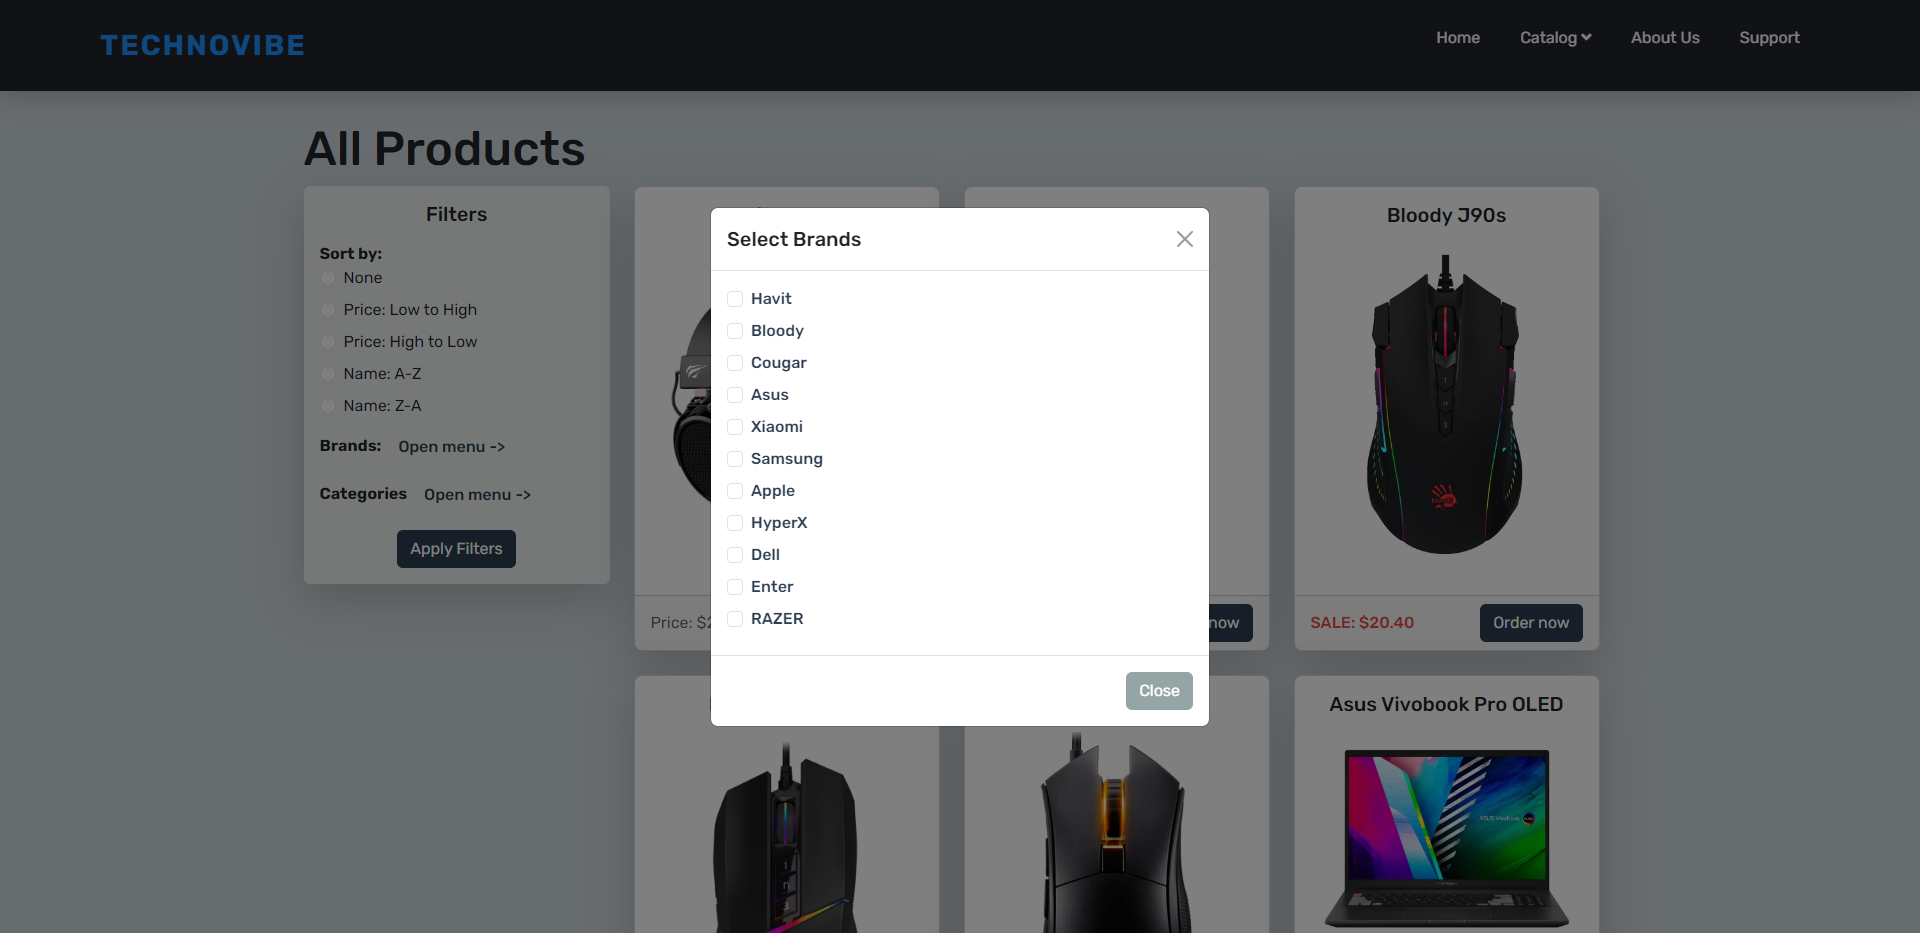 TECHNOVIBE
Home
Catalog
About Us
Support
All Products
Filters
Sort by:
None
Price: Low to High
Price: High to Low
Name: A-Z
Name: Z-A
Brands: Open menu ->
Categories Open menu ->
Apply Filters
Select Brands
Havit
Bloody
Cougar
Asus
Xiaomi
Samsung
Apple
HyperX
Dell
Enter
RAZER
Close
Price:
now
Bloody J90s
SALE: $20.40
Order now
Asus Vivobook Pro OLED
ASUS Vivobook